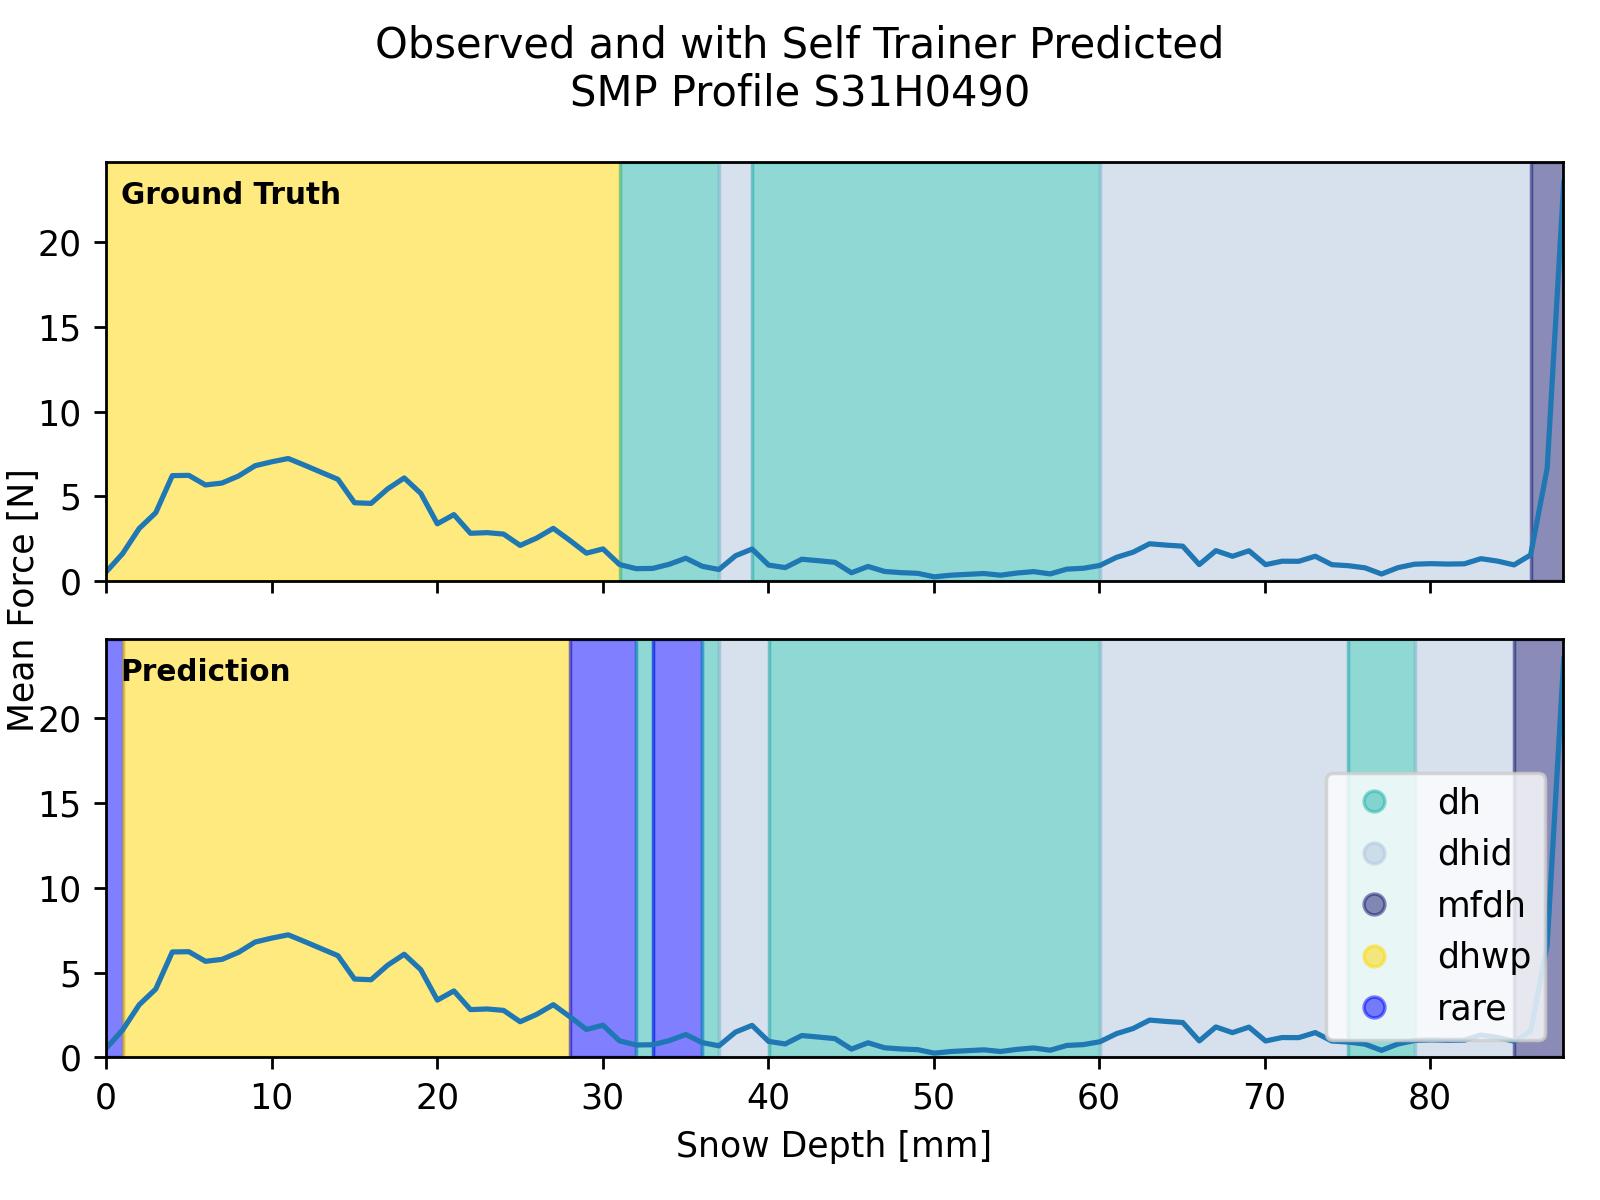 Observed and with Self Trainer Predicted
SMP Profile S31H0490
Ground Truth
20
15
10
5
0
Mean Force [N]
Prediction
20
15
10
5
0
dh
dhid
mfdh
dhwp
rare
0 10 20 30 40 50 60 70 80
Snow Depth [mm]